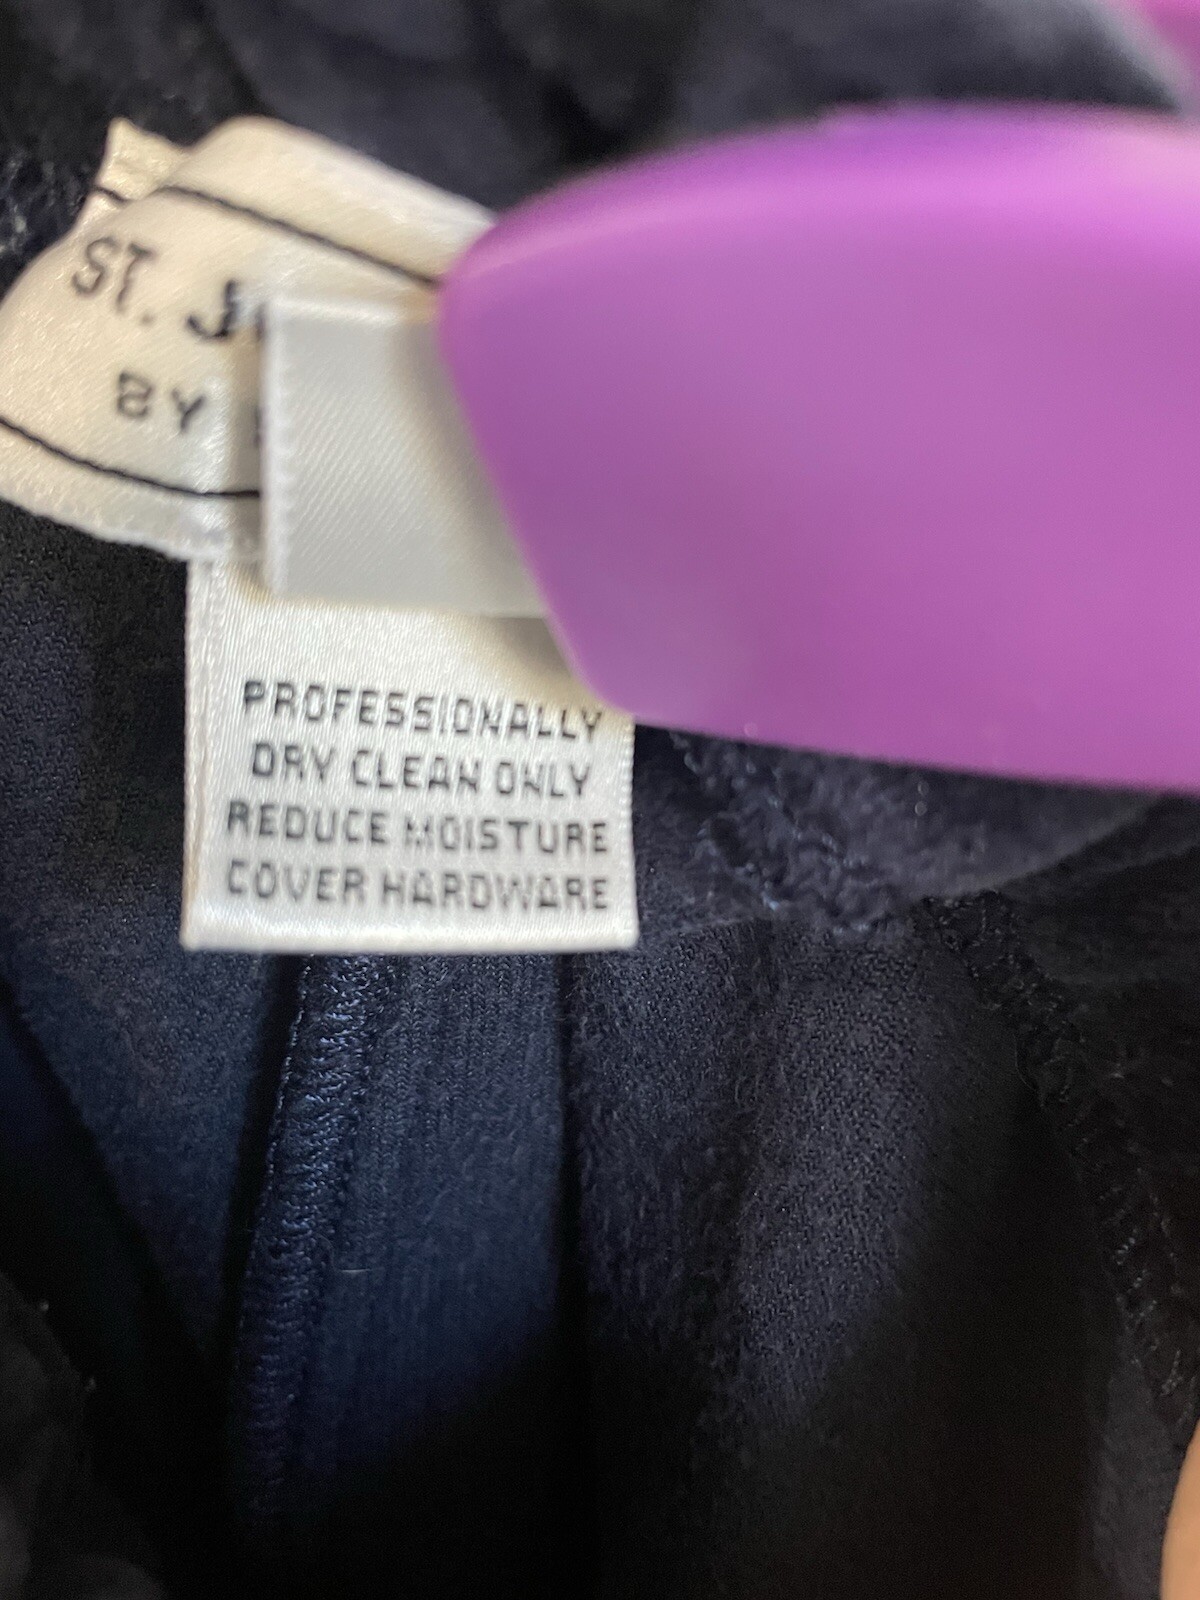 ST. J
BY
PROFESSIONALLY
DRY CLEAN ONLY
REDUCE MOISTURE
COVER HARDWARE